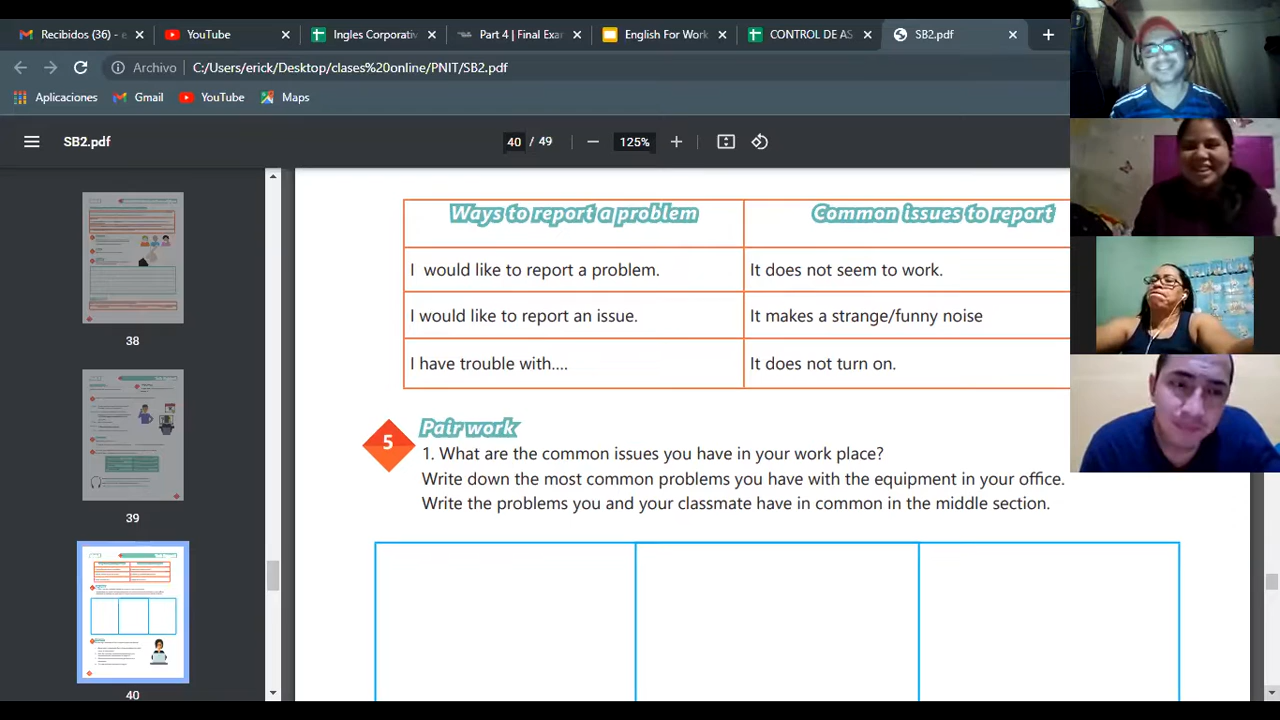 Recibidos (36) - e
YouTube
Ingles Corporativ
Part 4 | Final Exar
English For Work
CONTROL DE AS
SB2.pdf
Archivo
C:/Users/erick/Desktop/clases%20online/PNIT/SB2.pdf
Aplicaciones
Gmail
YouTube
Maps
SB2.pdf
40 / 49
125%
38
39
40
Ways to report a problem
Common issues to report
I would like to report a problem.
It does not seem to work.
I would like to report an issue.
It makes a strange/funny noise
I have trouble with....
It does not turn on.
5
Pair work
1. What are the common issues you have in your work place?
Write down the most common problems you have with the equipment in your office.
Write the problems you and your classmate have in common in the middle section.